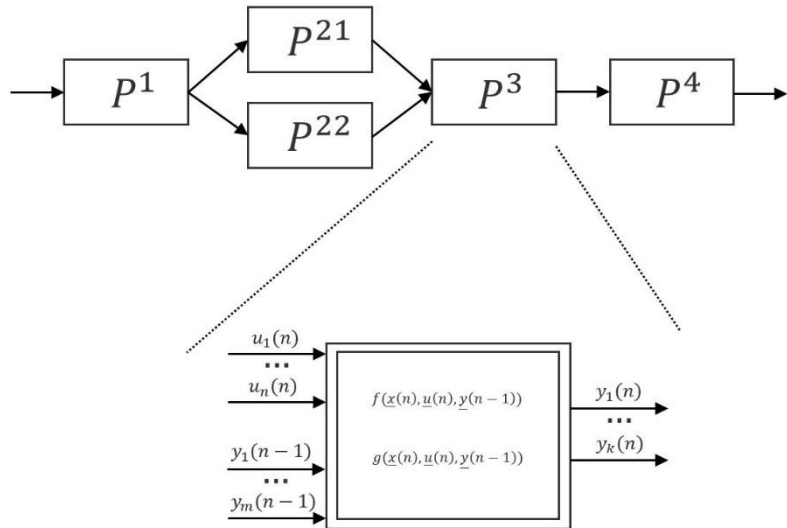 P^{21}
P^1
P^3
P^4
P^{22}
u_1(n)
...
u_n(n)
y_1(n-1)
...
y_m(n-1)
f(x(n),u(n),y(n-1))
g(x(n),u(n),y(n-1))
y_1(n)
...
y_k(n)